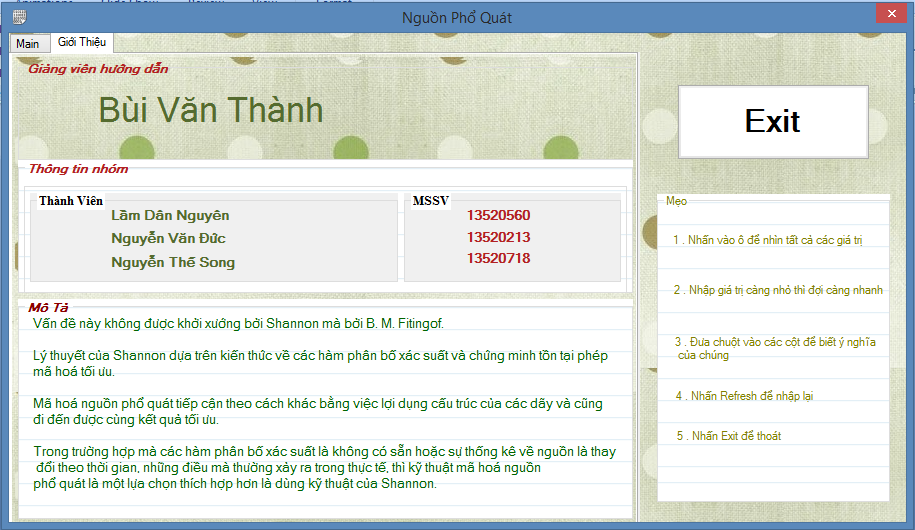 Nguồn Phổ Quát
Main
Giới Thiệu
Giảng viên hướng dẫn
Bùi Văn Thành
Thông tin nhóm
Thành Viên
Lầm Dân Nguyên
Nguyễn Văn Đức
Nguyễn Thế Song
MSSV
13520560
13520213
13520718
Mô Tả
Vấn đề này không được khởi xướng bởi Shannon mà bởi B. M. Fitingof.
Lý thuyết của Shannon dựa trên kiến thức về các hàm phân bố xác suất và chứng minh tồn tại phép
mã hoá tối ưu.
Mã hoá nguồn phổ quát tiếp cận theo cách khác bằng việc lợi dụng cấu trúc của các dãy và cũng
đi đến được cùng kết quả tối ưu.
Trong trường hợp mà các hàm phân bố xác suất là không có sẵn hoặc sự thống kê về nguồn là thay
đổi theo thời gian, những điều mà thường xảy ra trong thực tế, thì kỹ thuật mã hoá nguồn
phổ quát là một lựa chọn thích hợp hơn là dùng kỹ thuật của Shannon.
Exit
Mẹo
1 . Nhấn vào ô để nhìn tất cả các giá trị
2 . Nhập giá trị càng nhỏ thì đợi càng nhanh
3 . Đưa chuột vào các cột để biết ý nghĩa
của chúng
4 . Nhấn Refresh để nhập lại
5 . Nhấn Exit để thoát